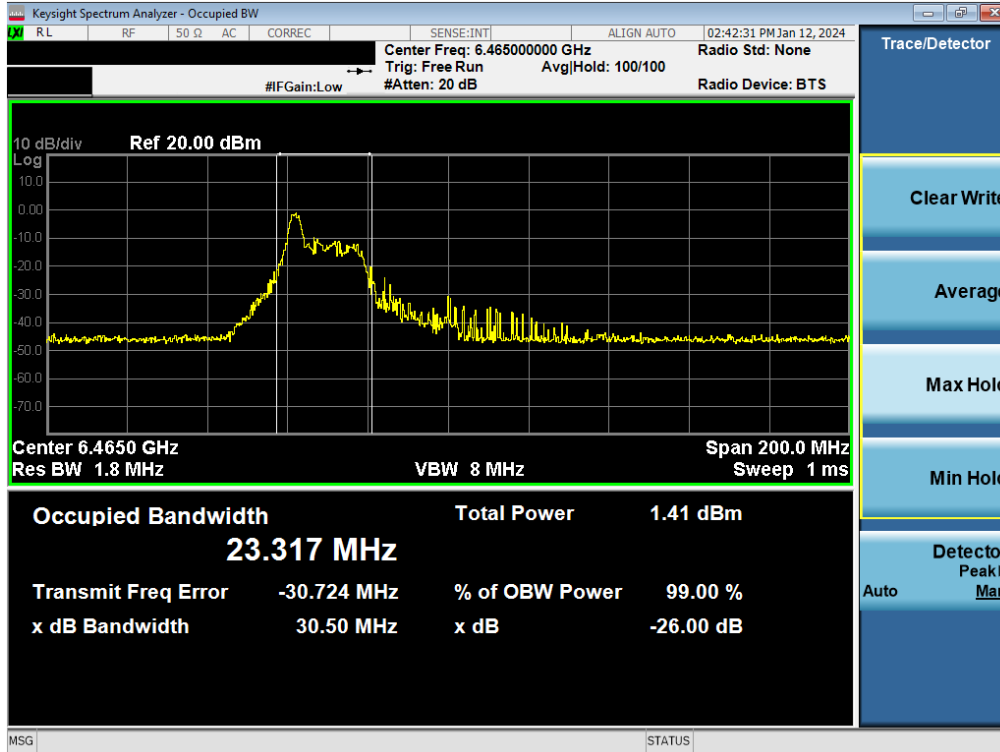 Keysight Spectrum Analyzer - Occupied BW
LXI RL RF 50 Ω AC CORREC SENSE:INT ALIGN AUTO 02:42:31 PM Jan 12, 2024
Center Freq: 6.465000000 GHz Radio Std: None
Trig: Free Run Avg|Hold: 100/100
#IFGain:Low #Atten: 20 dB Radio Device: BTS
Trace/Detector
10 dB/div Ref 20.00 dBm
Log
10.0
0.00
-10.0
-20.0
-30.0
-40.0
-50.0
-60.0
-70.0
Center 6.4650 GHz Span 200.0 MHz
Res BW 1.8 MHz VBW 8 MHz Sweep 1 ms
Clear Write
Average
Max Hold
Min Hold
Detecto
Peak
Auto Man
Occupied Bandwidth Total Power 1.41 dBm
23.317 MHz
Transmit Freq Error -30.724 MHz % of OBW Power 99.00 %
x dB Bandwidth 30.50 MHz x dB -26.00 dB
MSG STATUS